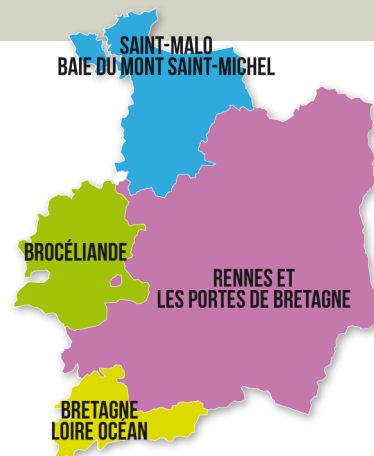 SAINT-MALO
BAIE DU MONT SAINT-MICHEL
BROCÉLIANDE
RENNES ET
LES PORTES DE BRETAGNE
BRETAGNE
LOIRE OCÉAN